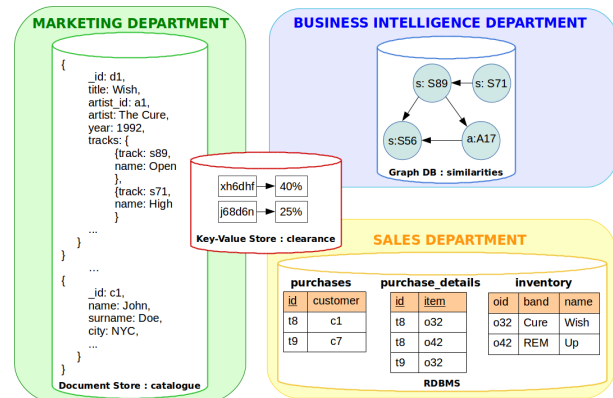 MARKETING DEPARTMENT
{
_id: d1,
title: Wish,
artist_id: a1,
artist: The Cure,
year: 1992,
tracks: {
{track: s89,
name: Open
},
{track: s71,
name: High
}
...
}
}
...
{
_id: c1,
name: John,
surname: Doe,
city: NYC,
...
}
}
Document Store : catalogue
xh6dhf 40%
j68d6n 25%
Key-Value Store : clearance
BUSINESS INTELLIGENCE DEPARTMENT
s: S89 s: S71
s:S56 a:A17
Graph DB : similarities
SALES DEPARTMENT
purchases
id customer
t8 c1
t9 c7
purchase_details
id item
t8 o32
t8 o42
t9 o32
inventory
oid band name
o32 Cure Wish
o42 REM Up
RDBMS